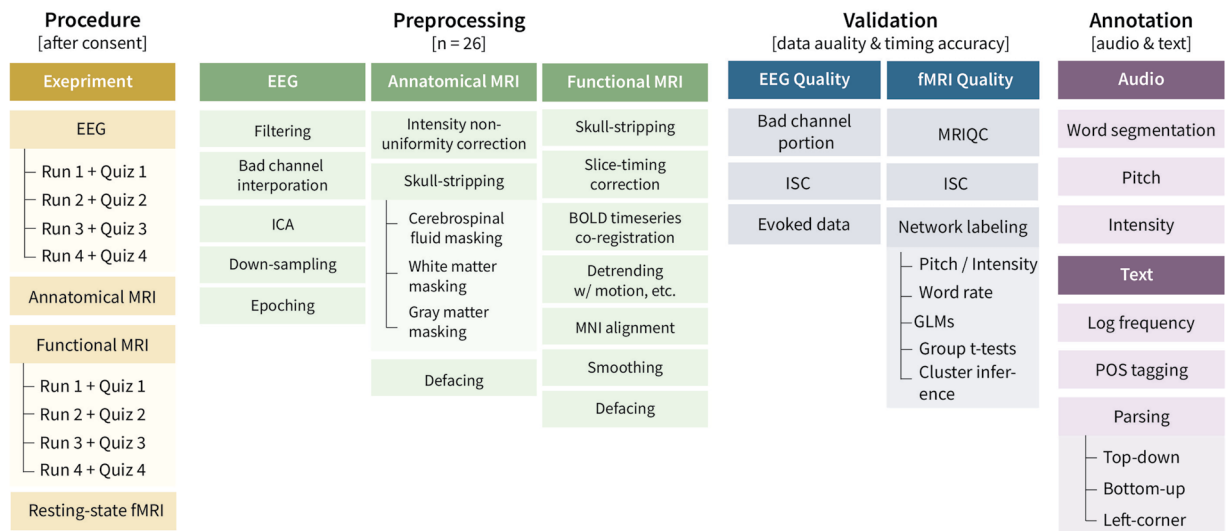 Procedure
[after consent]
Exepriment
EEG
Run 1 + Quiz 1
Run 2 + Quiz 2
Run 3 + Quiz 3
Run 4 + Quiz 4
Annatomical MRI
Functional MRI
Run 1 + Quiz 1
Run 2 + Quiz 2
Run 3 + Quiz 3
Run 4 + Quiz 4
Resting-state fMRI
Preprocessing
[n = 26]
EEG
Filtering
Bad channel
interporation
ICA
Down-sampling
Epoching
Annatomical MRI
Intensity non-
uniformity correction
Skull-stripping
Cerebrospinal
fluid masking
White matter
masking
Gray matter
masking
Defacing
Functional MRI
Skull-stripping
Slice-timing
correction
BOLD timeseries
co-registration
Detrending
w/ motion, etc.
MNI alignment
Smoothing
Defacing
Validation
[data auality & timing accuracy]
EEG Quality
Bad channel
portion
ISC
Evoked data
fMRI Quality
MRIQC
ISC
Network labeling
Pitch / Intensity
Word rate
GLMs
Group t-tests
Cluster infer-
ence
Annotation
[audio & text]
Audio
Word segmentation
Pitch
Intensity
Text
Log frequency
POS tagging
Parsing
Top-down
Bottom-up
Left-corner